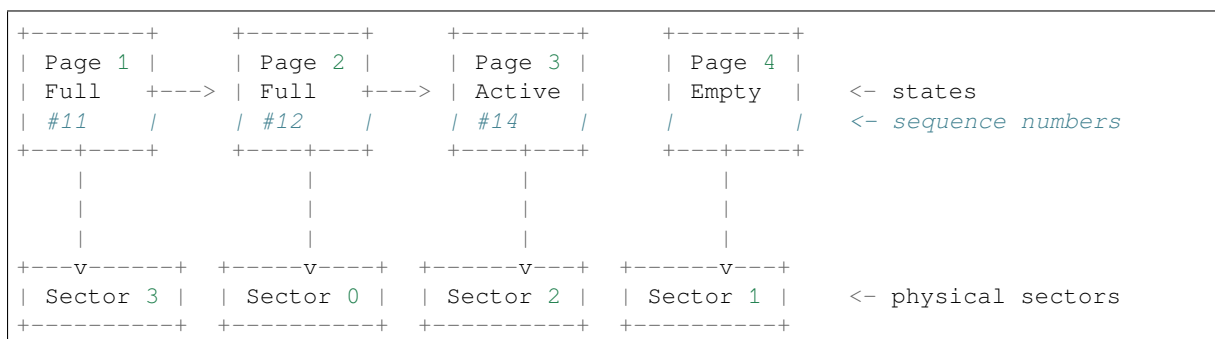 +--------+     +--------+     +--------+     +--------+
| Page 1 |     | Page 2 |     | Page 3 |     | Page 4 |
| Full   +---> | Full   +---> | Active |     | Empty  |   <- states
| #11    |     | #12    |     | #14    |     |        |   <- sequence numbers
+---+----+     +----+---+     +----+---+     +---+----+
    |               |              |             |
    |               |              |             |
    |               |              |             |
+---v------+  +-----v----+  +------v---+  +------v---+
| Sector 3 |  | Sector 0 |  | Sector 2 |  | Sector 1 |    <- physical sectors
+----------+  +----------+  +----------+  +----------+